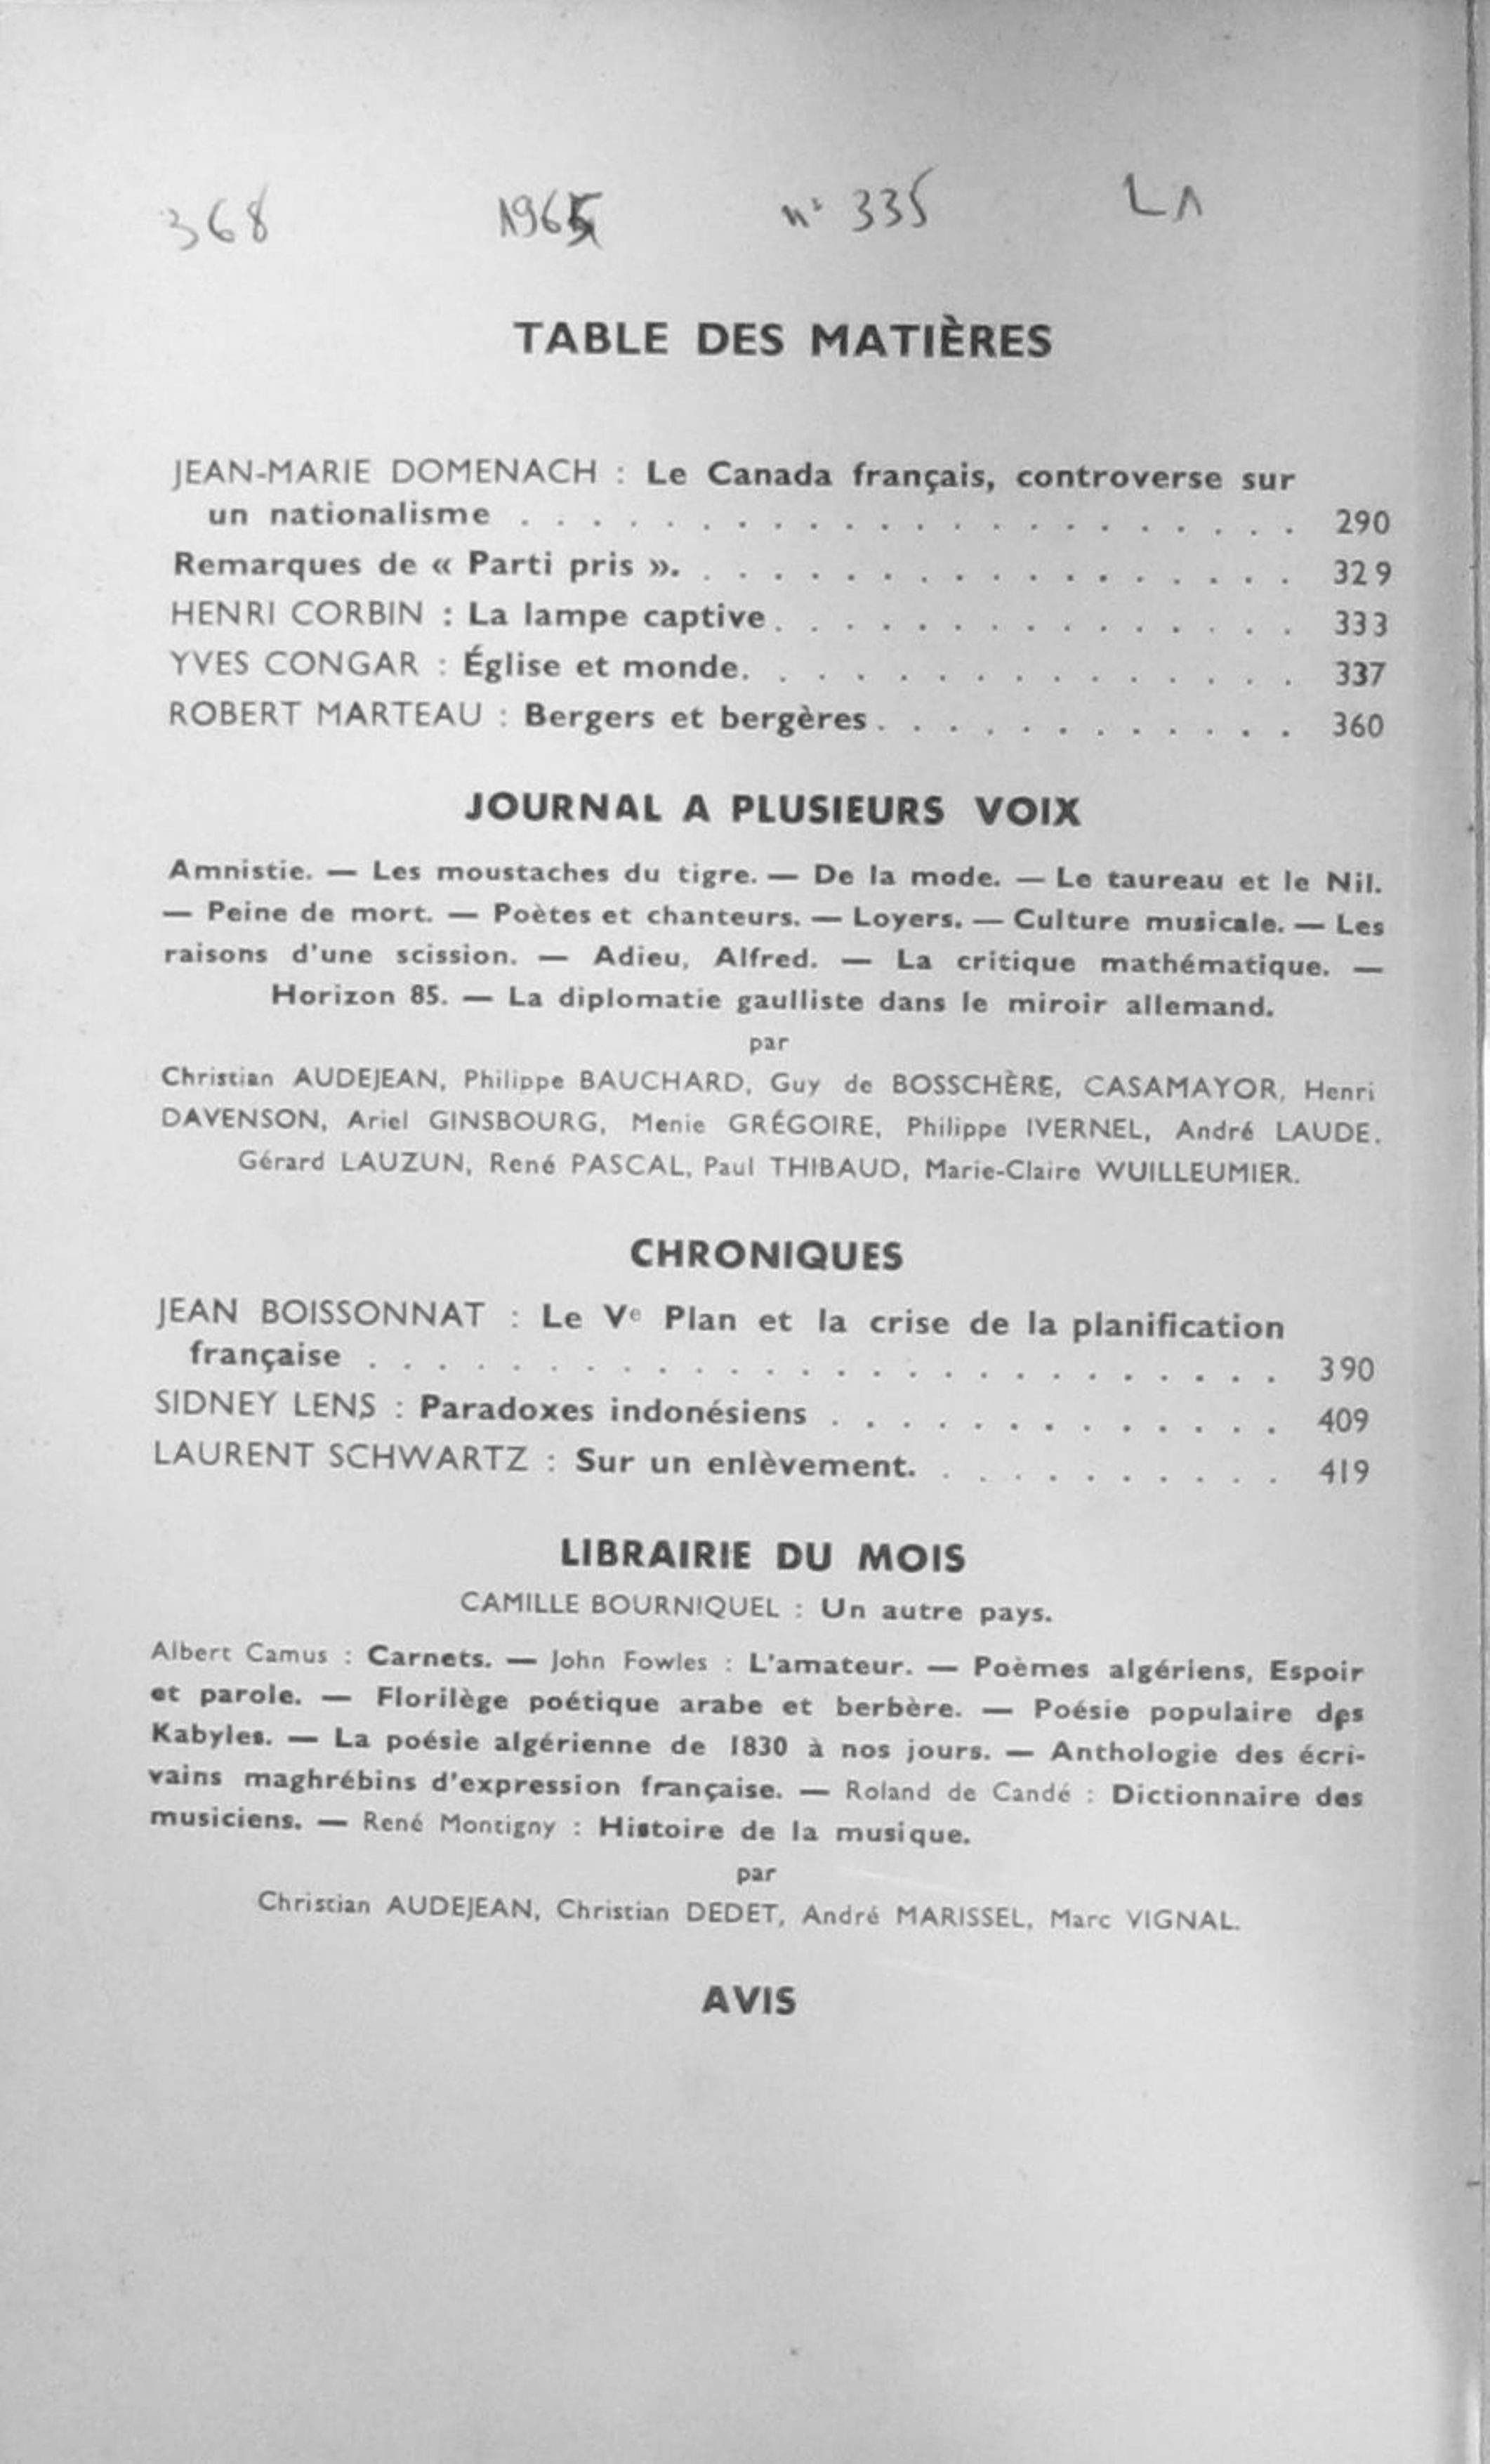 368 1965 n° 335 L1
TABLE DES MATIÈRES
JEAN-MARIE DOMENACH : Le Canada français, controverse sur
un nationalisme . . . . . . . . . . . . . . . . . . . . . . 290
Remarques de « Parti pris ». . . . . . . . . . . . . . . . . . 329
HENRI CORBIN : La lampe captive. . . . . . . . . . . . . . . 333
YVES CONGAR : Église et monde. . . . . . . . . . . . . . . 337
ROBERT MARTEAU : Bergers et bergères . . . . . . . . . . . . 360
JOURNAL A PLUSIEURS VOIX
Amnistie. — Les moustaches du tigre. — De la mode. — Le taureau et le Nil.
— Peine de mort. — Poètes et chanteurs. — Loyers. — Culture musicale. — Les
raisons d'une scission. — Adieu, Alfred. — La critique mathématique. —
Horizon 85. — La diplomatie gaulliste dans le miroir allemand.
par
Christian AUDEJEAN, Philippe BAUCHARD, Guy de BOSSCHÈRE, CASAMAYOR, Henri
DAVENSON, Ariel GINSBOURG, Menie GRÉGOIRE, Philippe IVERNEL, André LAUDE.
Gérard LAUZUN, René PASCAL, Paul THIBAUD, Marie-Claire WUILLEUMIER.
CHRONIQUES
JEAN BOISSONNAT : Le Ve Plan et la crise de la planification
française . . . . . . . . . . . . . . . . . . . . . . . . . . 390
SIDNEY LENS : Paradoxes indonésiens . . . . . . . . . . . . . 409
LAURENT SCHWARTZ : Sur un enlèvement. . . . . . . . . . . 419
LIBRAIRIE DU MOIS
CAMILLE BOURNIQUEL : Un autre pays.
Albert Camus : Carnets. — John Fowles : L'amateur. — Poèmes algériens, Espoir
et parole. — Florilège poétique arabe et berbère. — Poésie populaire des
Kabyles. — La poésie algérienne de 1830 à nos jours. — Anthologie des écri-
vains maghrébins d'expression française. — Roland de Candé : Dictionnaire des
musiciens. — René Montigny : Histoire de la musique.
par
Christian AUDEJEAN, Christian DEDET, André MARISSEL, Marc VIGNAL.
AVIS